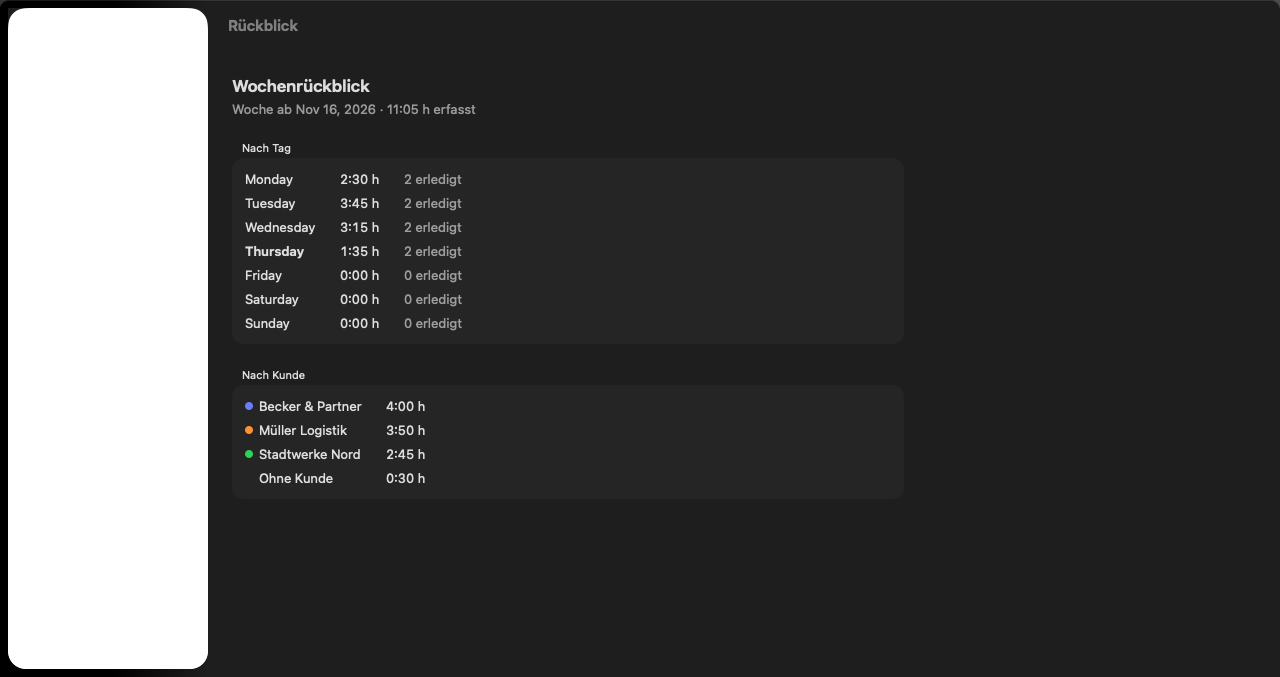 Rückblick
Wochenrückblick
Woche ab Nov 16, 2026 · 11:05 h erfasst
Nach Tag
Monday 2:30 h 2 erledigt
Tuesday 3:45 h 2 erledigt
Wednesday 3:15 h 2 erledigt
Thursday 1:35 h 2 erledigt
Friday 0:00 h 0 erledigt
Saturday 0:00 h 0 erledigt
Sunday 0:00 h 0 erledigt
Nach Kunde
Becker & Partner 4:00 h
Müller Logistik 3:50 h
Stadtwerke Nord 2:45 h
Ohne Kunde 0:30 h